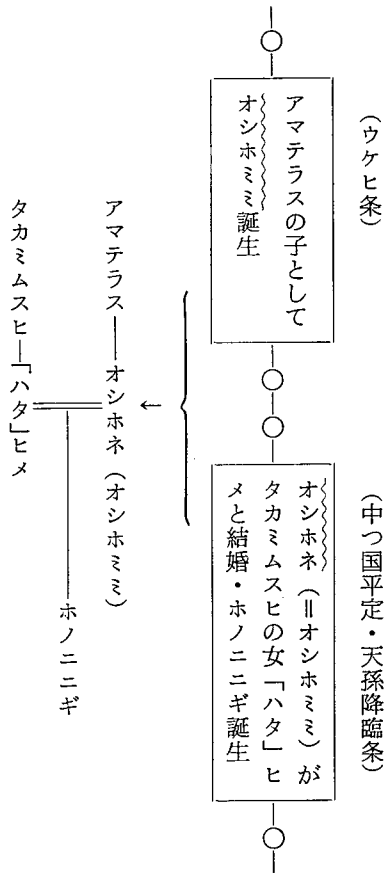 (ウケヒ条)
アマテラスの子として
オシホミミ誕生
(中つ国平定・天孫降臨条)
オシホネ(=オシホミミ)が
タカミムスヒの女「ハタ」ヒ
メと結婚・ホノニニギ誕生
アマテラス――オシホネ(オシホミミ)
ホノニニギ
タカミムスヒ―「ハタ」ヒメ